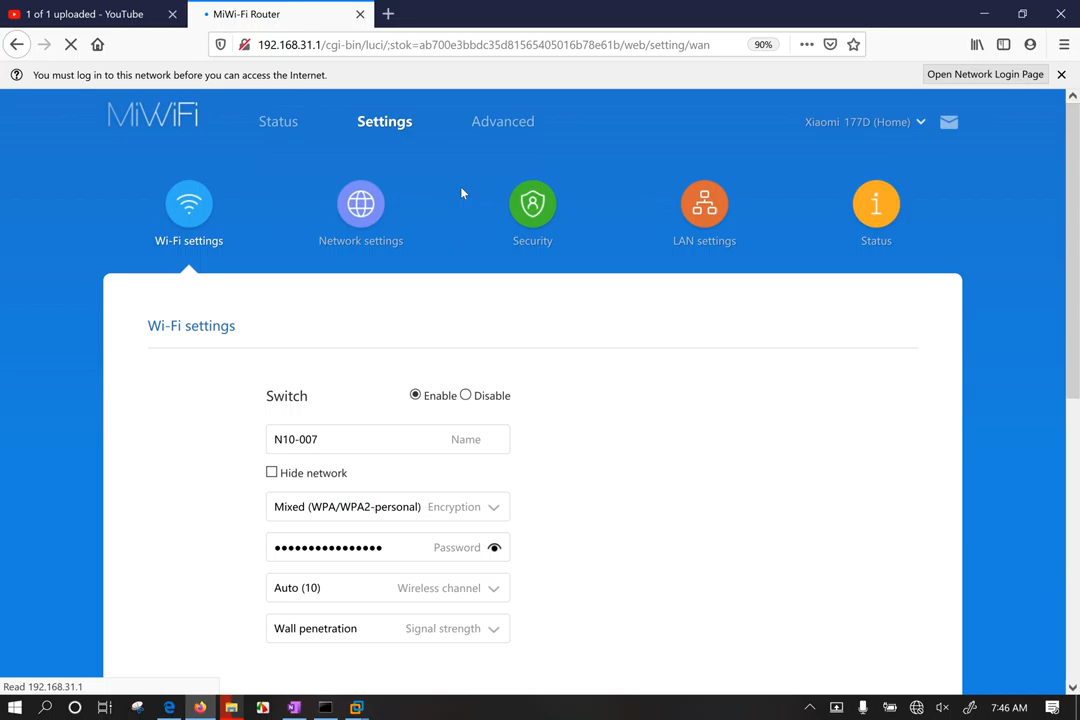 1 of 1 uploaded - YouTube
MiWi-Fi Router
192.168.31.1/cgi-bin/luci/;stok=ab700e3bbdc35d81565405016b78e61b/web/setting/wan
90%
You must log in to this network before you can access the Internet.
Open Network Login Page
MiWiFi
Status
Settings
Advanced
Xiaomi 177D (Home)
Wi-Fi settings
Network settings
Security
LAN settings
Status
Wi-Fi settings
Switch
Enable
Disable
N10-007
Name
Hide network
Mixed (WPA/WPA2-personal)
Encryption
Password
Auto (10)
Wireless channel
Wall penetration
Signal strength
Read 192.168.31.1
7:46 AM